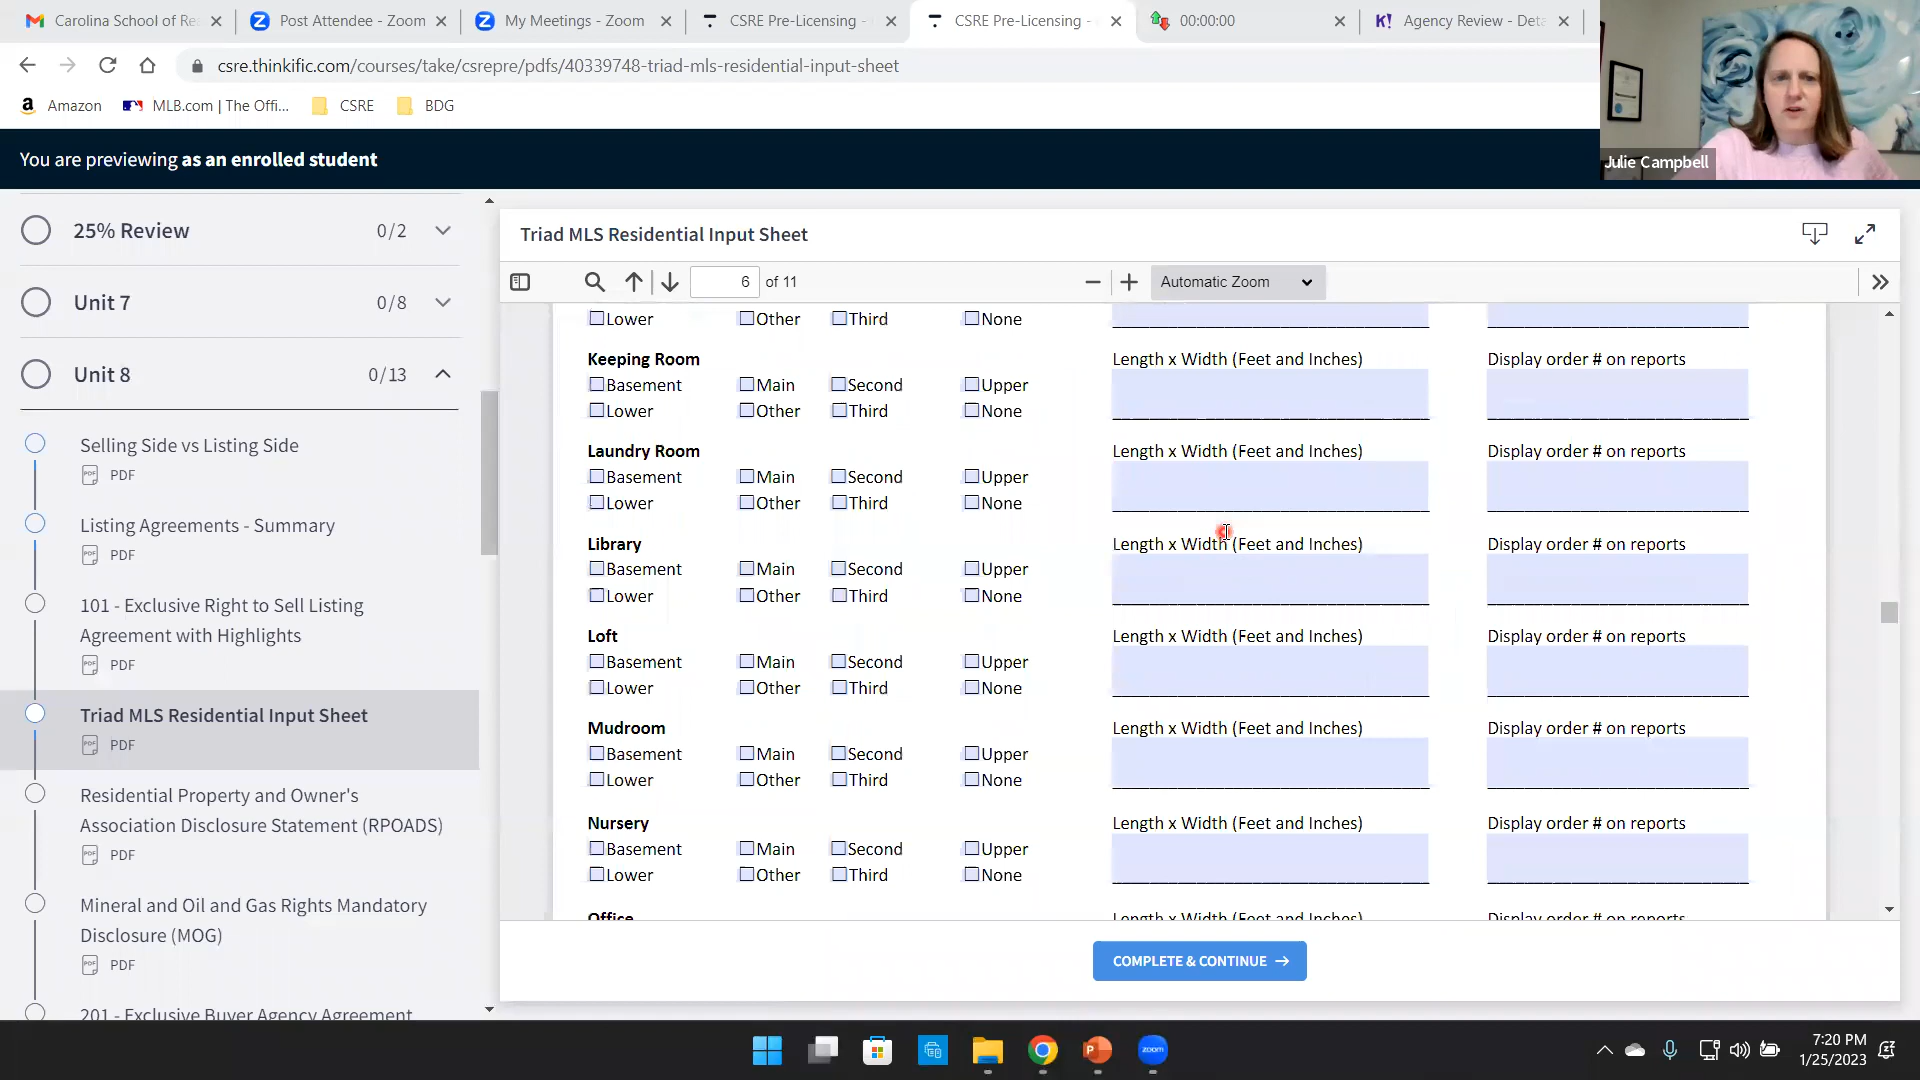 Carolina School of Re
Post Attendee - Zoom
My Meetings - Zoom
CSRE Pre-Licensing -
CSRE Pre-Licensing -
00:00:00
K!
Agency Review - Deta
csre.thinkific.com/courses/take/csrepre/pdfs/40339748-triad-mls-residential-input-sheet
Amazon
MLB.com | The Offi...
CSRE
BDG
Julie Campbell
You are previewing as an enrolled student
25% Review
0/2
Unit 7
0/8
Unit 8
0/13
Selling Side vs Listing Side
PDF
Listing Agreements - Summary
PDF
101 - Exclusive Right to Sell Listing
Agreement with Highlights
PDF
Triad MLS Residential Input Sheet
PDF
Residential Property and Owner's
Association Disclosure Statement (RPOADS)
PDF
Mineral and Oil and Gas Rights Mandatory
Disclosure (MOG)
PDF
201 - Exclusive Buyer Agency Agreement
Triad MLS Residential Input Sheet
6 of 11
Automatic Zoom
Lower Other Third None
Keeping Room Length x Width (Feet and Inches) Display order # on reports
Basement Main Second Upper
Lower Other Third None
Laundry Room Length x Width (Feet and Inches) Display order # on reports
Basement Main Second Upper
Lower Other Third None
Library Length x Width (Feet and Inches) Display order # on reports
Basement Main Second Upper
Lower Other Third None
Loft Length x Width (Feet and Inches) Display order # on reports
Basement Main Second Upper
Lower Other Third None
Mudroom Length x Width (Feet and Inches) Display order # on reports
Basement Main Second Upper
Lower Other Third None
Nursery Length x Width (Feet and Inches) Display order # on reports
Basement Main Second Upper
Lower Other Third None
Office Length x Width (Feet and Inches) Display order # on reports
COMPLETE & CONTINUE →
zoom
7:20 PM
1/25/2023